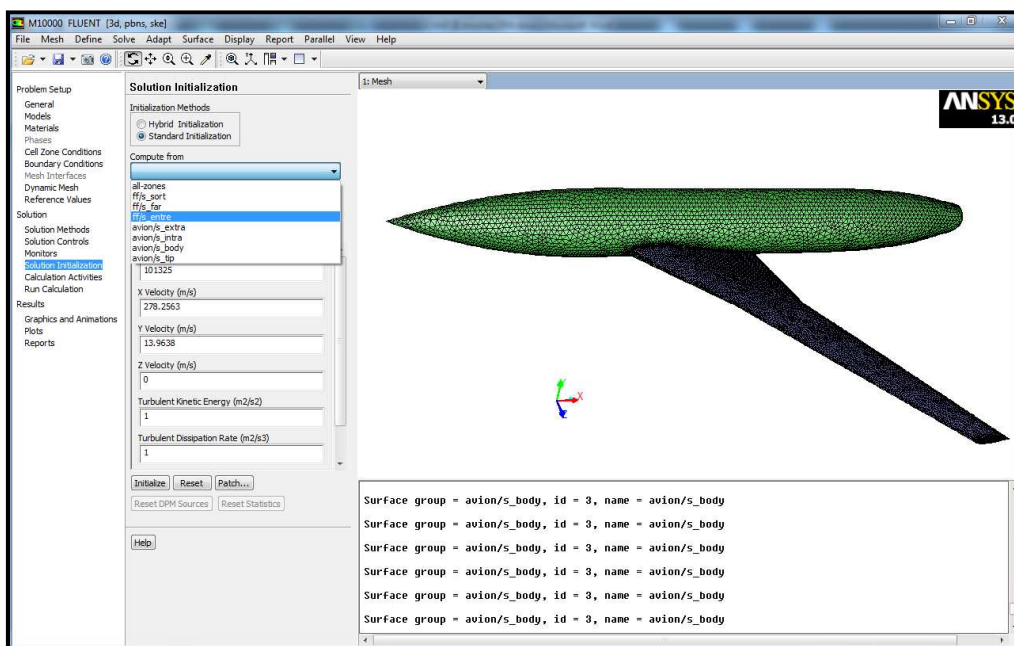 M10000 FLUENT [3d, pbns, ske]
File Mesh Define Solve Adapt Surface Display Report Parallel View Help
Problem Setup
General
Models
Materials
Phases
Cell Zone Conditions
Boundary Conditions
Mesh Interfaces
Dynamic Mesh
Reference Values
Solution
Solution Methods
Solution Controls
Monitors
Solution Initialization
Calculation Activities
Run Calculation
Results
Graphics and Animations
Plots
Reports
Solution Initialization
Initialization Methods
Hybrid Initialization
Standard Initialization
Compute from
all-zones
ff/s_sort
ff/s_far
ff/s_entre
avion/s_extra
avion/s_intra
avion/s_body
avion/s_tip
101325
X Velocity (m/s)
278.2563
Y Velocity (m/s)
13.9638
Z Velocity (m/s)
0
Turbulent Kinetic Energy (m2/s2)
1
Turbulent Dissipation Rate (m2/s3)
1
Initialize Reset Patch...
Reset DPM Sources Reset Statistics
Help
1: Mesh
ANSYS
13.0
Y
X
Z
Surface group = avion/s_body, id = 3, name = avion/s_body
Surface group = avion/s_body, id = 3, name = avion/s_body
Surface group = avion/s_body, id = 3, name = avion/s_body
Surface group = avion/s_body, id = 3, name = avion/s_body
Surface group = avion/s_body, id = 3, name = avion/s_body
Surface group = avion/s_body, id = 3, name = avion/s_body